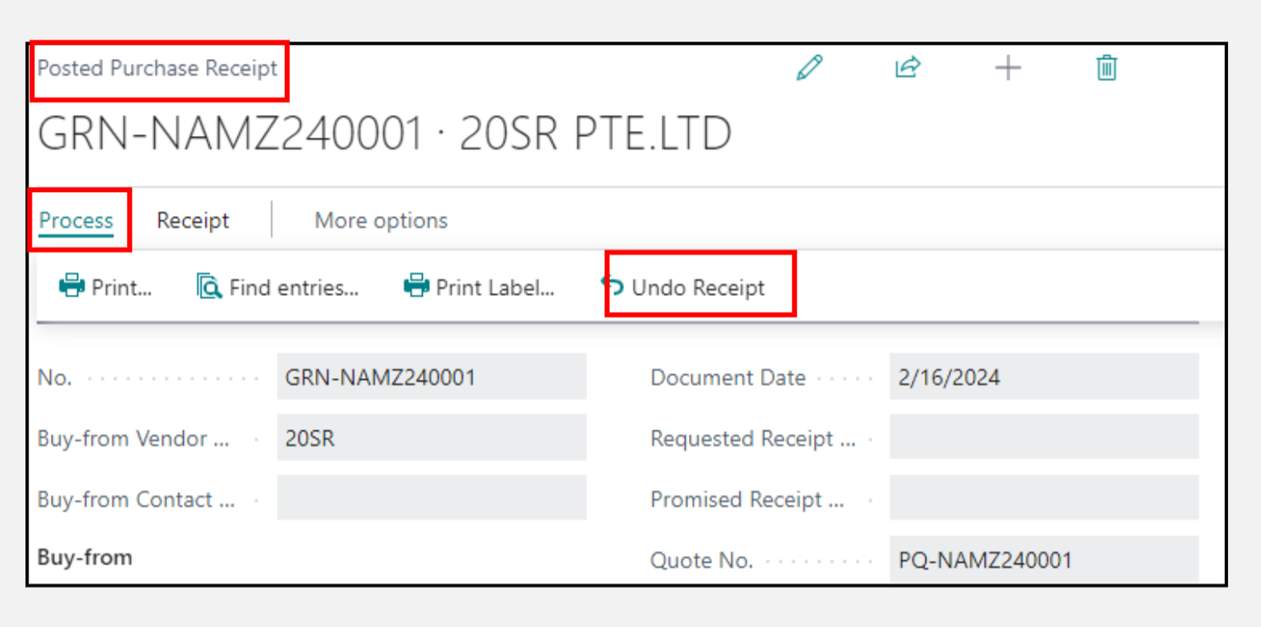 Posted Purchase Receipt
GRN-NAMZ240001 · 20SR PTE.LTD
Process Receipt More options
Print... Find entries... Print Label... Undo Receipt
No. GRN-NAMZ240001 Document Date 2/16/2024
Buy-from Vendor ... 20SR Requested Receipt ...
Buy-from Contact ... Promised Receipt ...
Buy-from Quote No. PQ-NAMZ240001